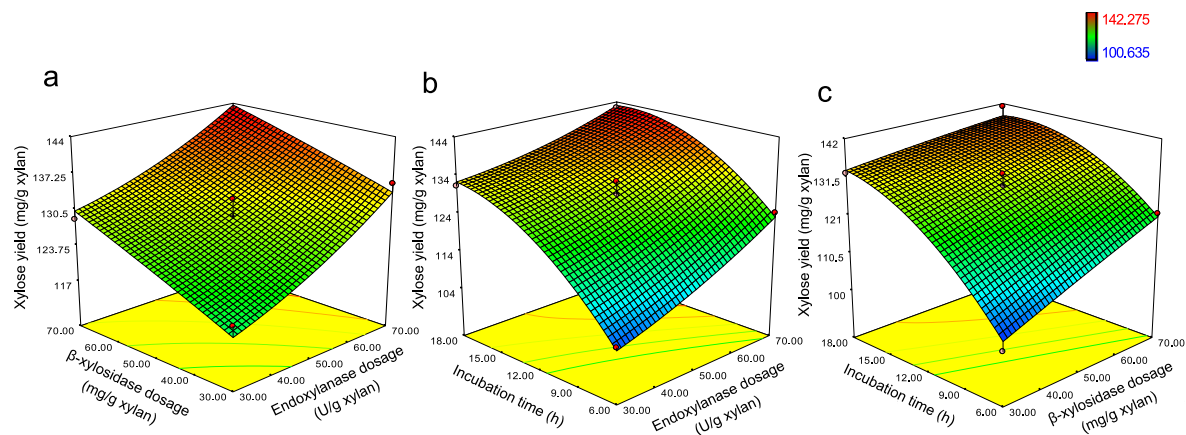 142.275
100.635
a
b
c
Xylose yield (mg/g xylan)
144
137.25
130.5
123.75
117
70.00
60.00
50.00
40.00
30.00
β-xylosidase dosage
(mg/g xylan)
30.00
40.00
50.00
60.00
70.00
Endoxylanase dosage
(U/g xylan)
Xylose yield (mg/g xylan)
144
134
124
114
104
18.00
15.00
12.00
9.00
6.00
Incubation time (h)
30.00
40.00
50.00
60.00
70.00
Endoxylanase dosage
(U/g xylan)
Xylose yield (mg/g xylan)
142
131.5
121
110.5
100
18.00
15.00
12.00
9.00
6.00
Incubation time (h)
30.00
40.00
50.00
60.00
70.00
β-xylosidase dosage
(mg/g xylan)